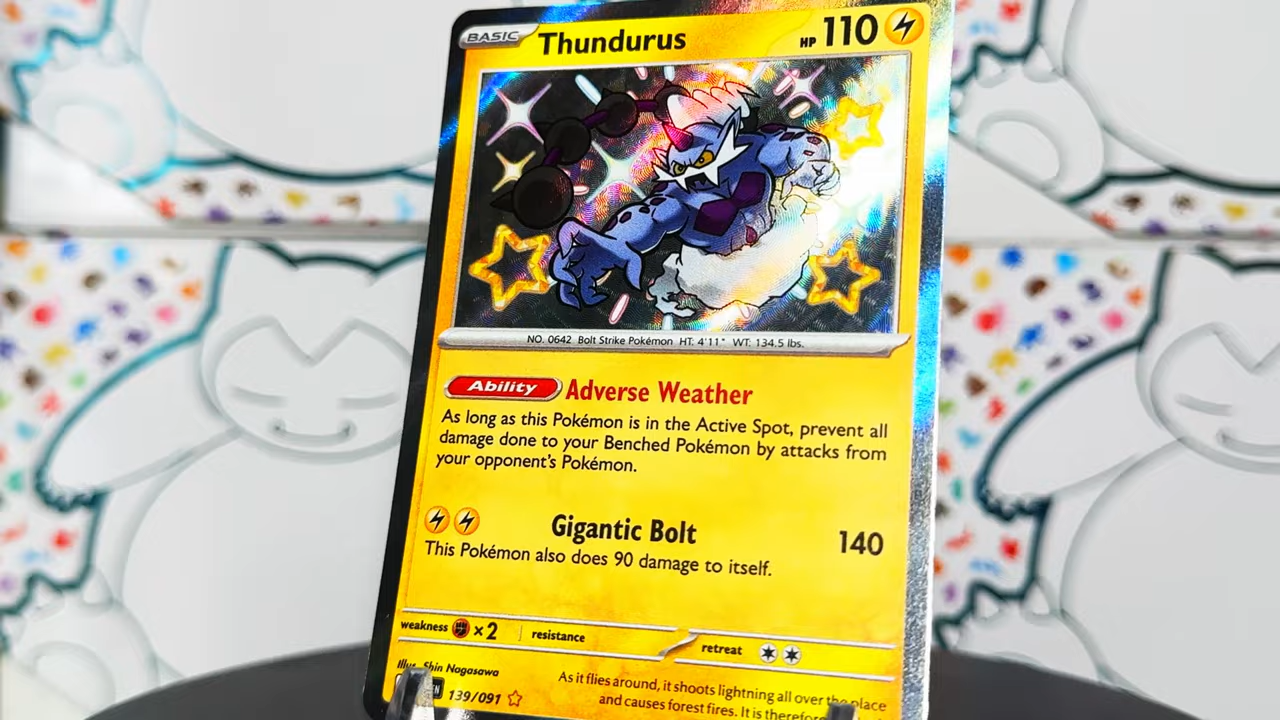 BASIC Thundurus HP 110
NO. 0642 Bolt Strike Pokémon HT: 4'11" WT: 134.5 lbs.
Ability Adverse Weather
As long as this Pokémon is in the Active Spot, prevent all
damage done to your Benched Pokémon by attacks from
your opponent's Pokémon.
Gigantic Bolt 140
This Pokémon also does 90 damage to itself.
weakness ×2 resistance
retreat
Illus. Shin Nagasawa
139/091
As it flies around, it shoots lightning all over the place
and causes forest fires. It is therefore